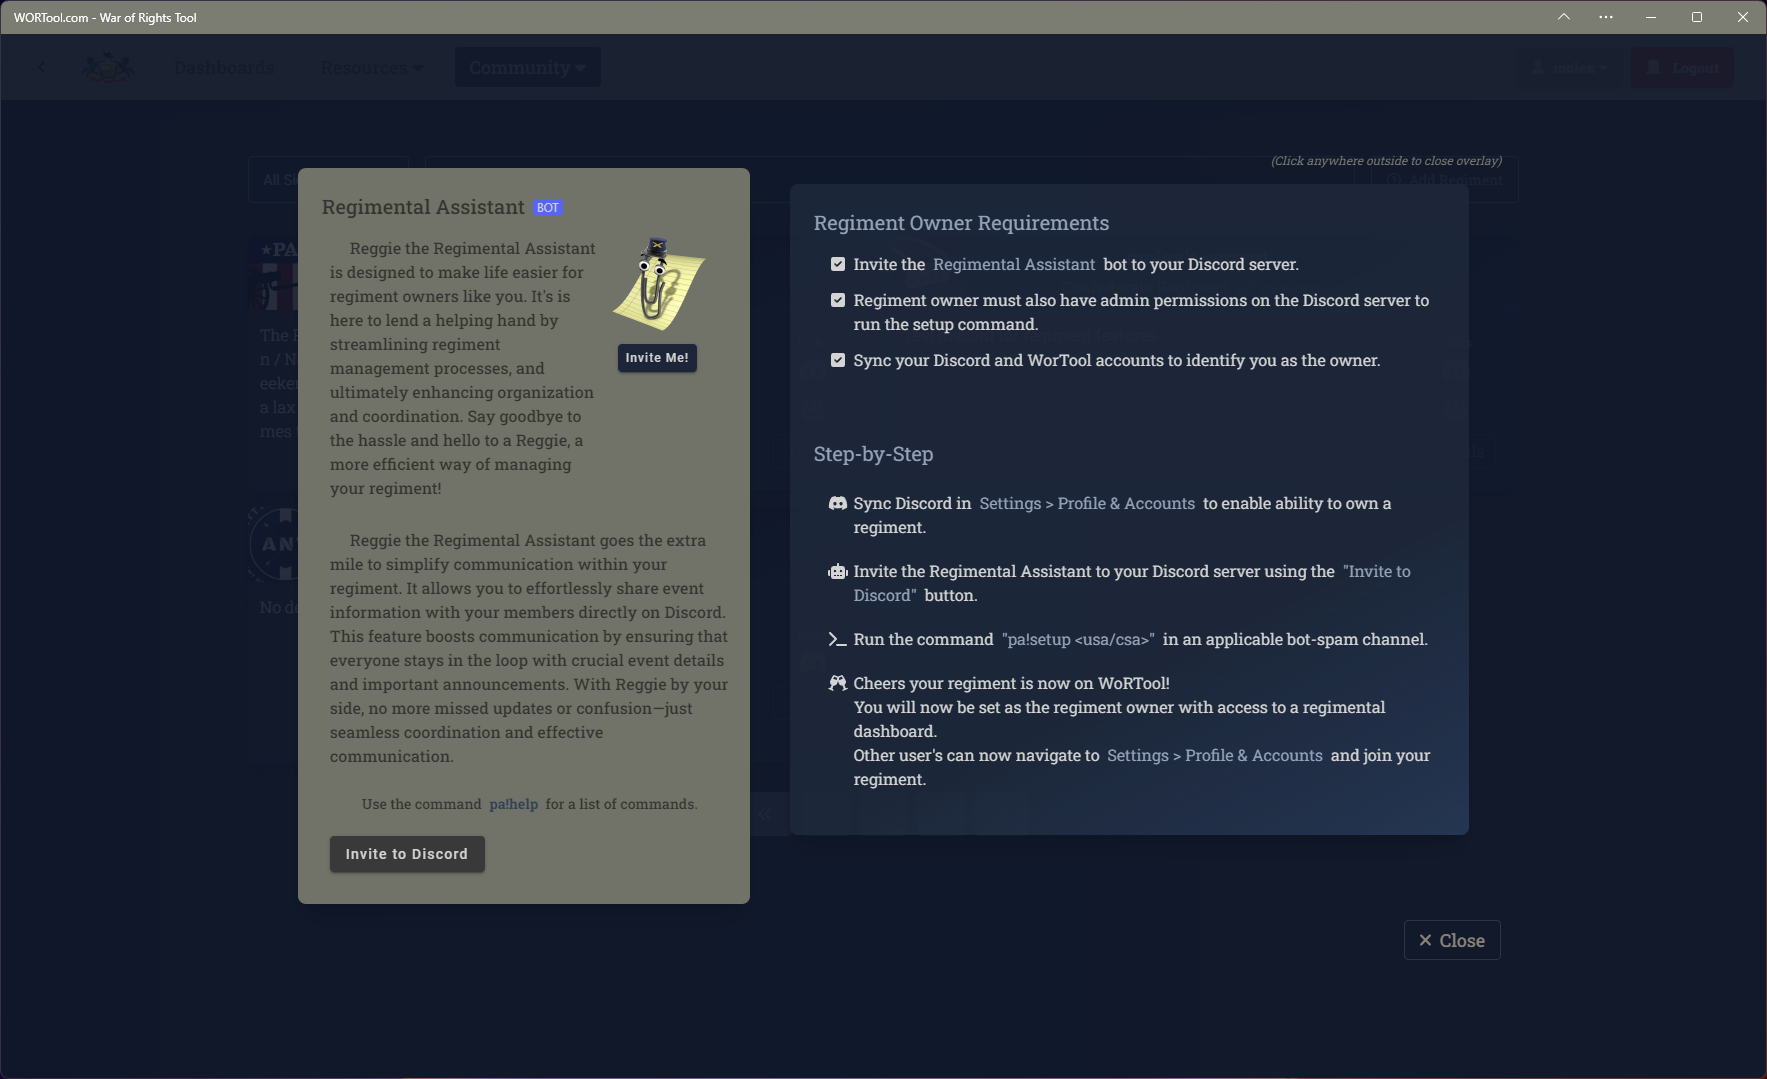 WORTool.com - War of Rights Tool
Dashboards
Resources
Community
Logout
(Click anywhere outside to close overlay)
All
Add Regiment
Regimental Assistant BOT
Reggie the Regimental Assistant
is designed to make life easier for
regiment owners like you. It's is
here to lend a helping hand by
streamlining regiment
management processes, and
ultimately enhancing organization
and coordination. Say goodbye to
the hassle and hello to a Reggie, a
more efficient way of managing
your regiment!
Invite Me!
Reggie the Regimental Assistant goes the extra
mile to simplify communication within your
regiment. It allows you to effortlessly share event
information with your members directly on Discord.
This feature boosts communication by ensuring that
everyone stays in the loop with crucial event details
and important announcements. With Reggie by your
side, no more missed updates or confusion—just
seamless coordination and effective
communication.
Use the command pa!help for a list of commands.
Invite to Discord
Regiment Owner Requirements
Invite the Regimental Assistant bot to your Discord server.
Regiment owner must also have admin permissions on the Discord server to
run the setup command.
Sync your Discord and WorTool accounts to identify you as the owner.
Step-by-Step
Sync Discord in Settings > Profile & Accounts to enable ability to own a
regiment.
Invite the Regimental Assistant to your Discord server using the "Invite to
Discord" button.
Run the command "pa!setup <usa/csa>" in an applicable bot-spam channel.
Cheers your regiment is now on WoRTool!
You will now be set as the regiment owner with access to a regimental
dashboard.
Other user's can now navigate to Settings > Profile & Accounts and join your
regiment.
Close